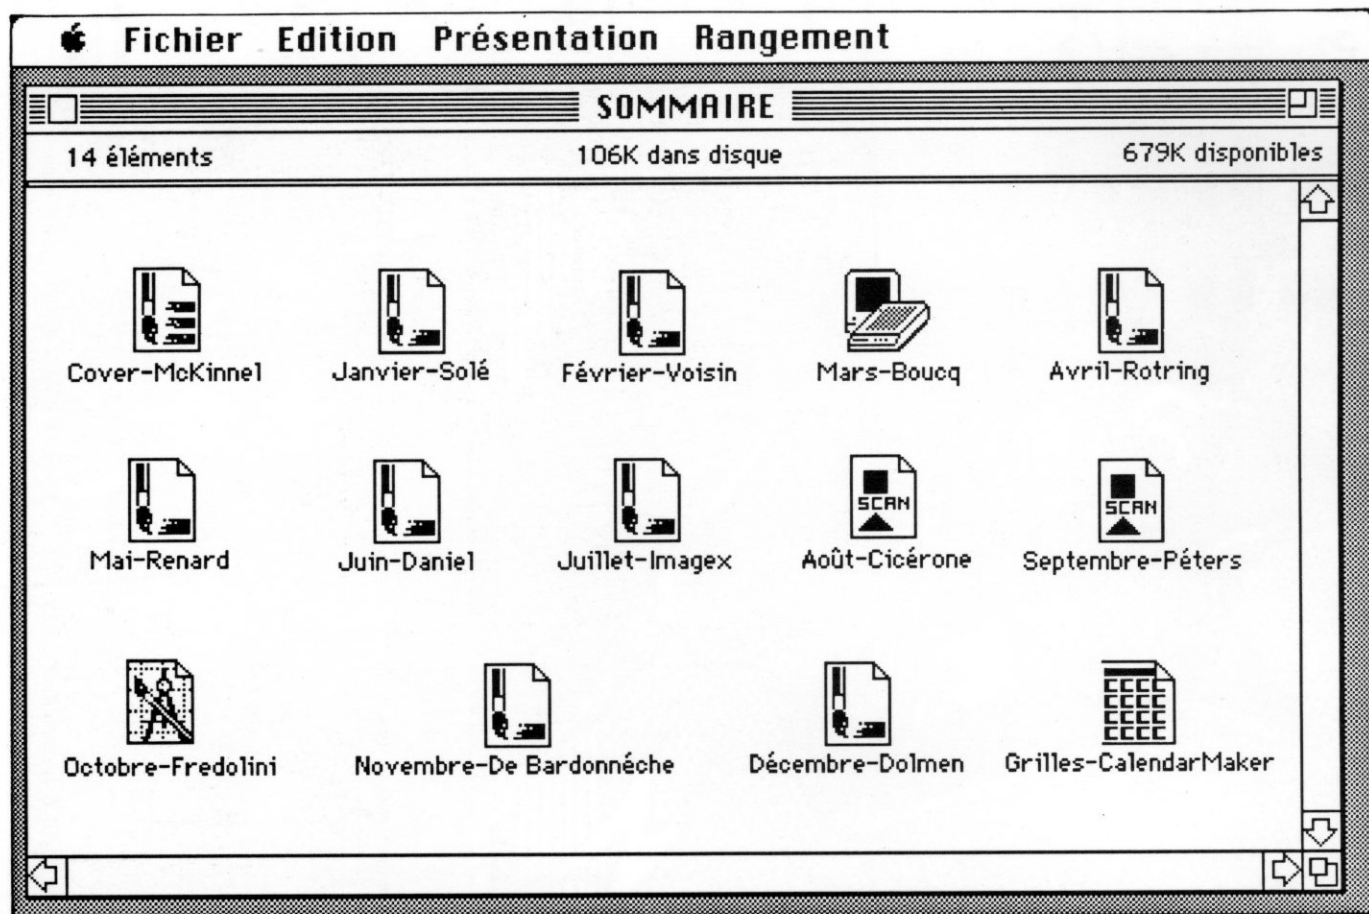 Fichier Edition Présentation Rangement
SOMMAIRE
14 éléments 106K dans disque 679K disponibles
Cover-McKinnel Janvier-Solé Février-Voisin Mars-Boucq Avril-Rotring
SCAN SCAN
Mai-Renard Juin-Daniel Juillet-Imagex Août-Cicérone Septembre-Péters
Octobre-Fredolini Novembre-De Bardonnéche Décembre-Dolmen Grilles-CalendarMaker